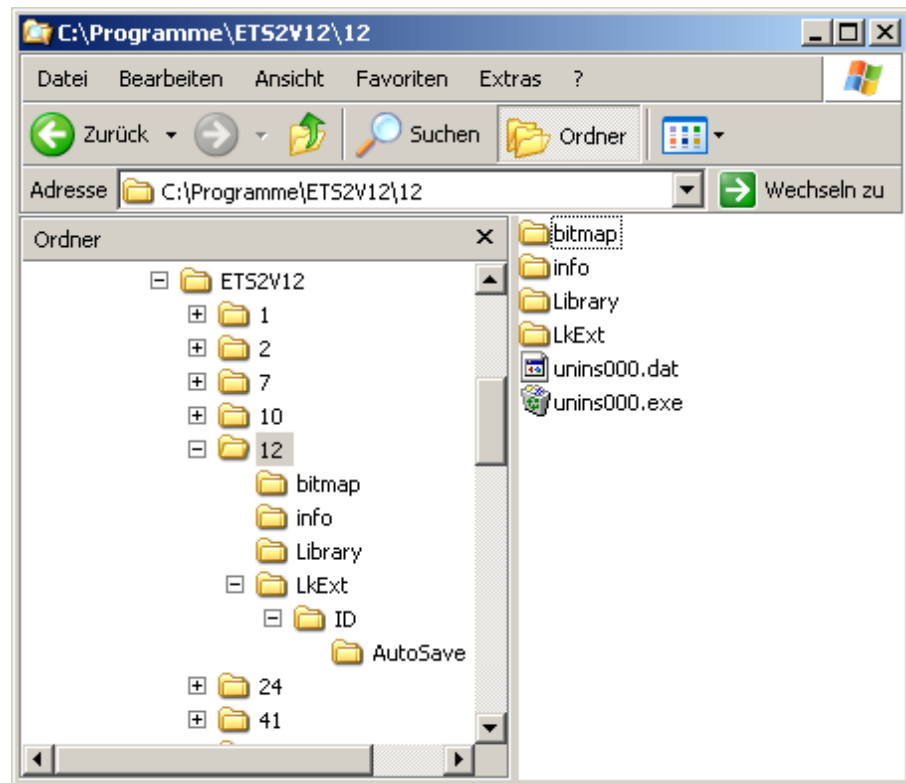 C:\Programme\ETS2V12\12
Datei Bearbeiten Ansicht Favoriten Extras ?
Zurück Suchen Ordner
Adresse C:\Programme\ETS2V12\12 Wechseln zu
Ordner
ETS2V12
1
2
7
10
12
bitmap
info
Library
LkExt
ID
AutoSave
24
41
bitmap
info
Library
LkExt
unins000.dat
unins000.exe